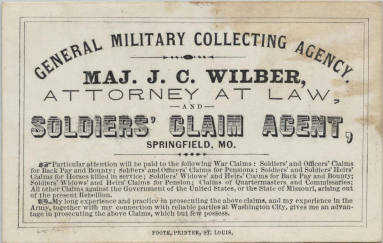 GENERAL MILITARY COLLECTING AGENCY.
MAJ. J. C. WILBER,
ATTORNEY AT LAW,
—AND—
SOLDIERS' CLAIM AGENT,
SPRINGFIELD, MO.
☞Particular attention will be paid to the following War Claims: Soldiers' and Officers' Claims
for Back Pay and Bounty; Soldiers' and Officers' Claims for Pensions; Soldiers' and Soldiers' Heirs'
Claims for Horses killed in service; Soldiers' Widows' and Heirs' Claims for Back Pay and Bounty;
Soldiers' Widows' and Heirs' Claims for Pension; Claims of Quartermasters and Commissaries;
All other Claims against the Government of the United States, or the State of Missouri, arising out
of the present Rebellion.
☞My long experience and practice in prosecuting the above claims, and my experience in the
Army, together with my connection with reliable parties at Washington City, gives me an advan-
tage in prosecuting the above Claims, which but few possess.
FOOTE, PRINTER, ST. LOUIS,